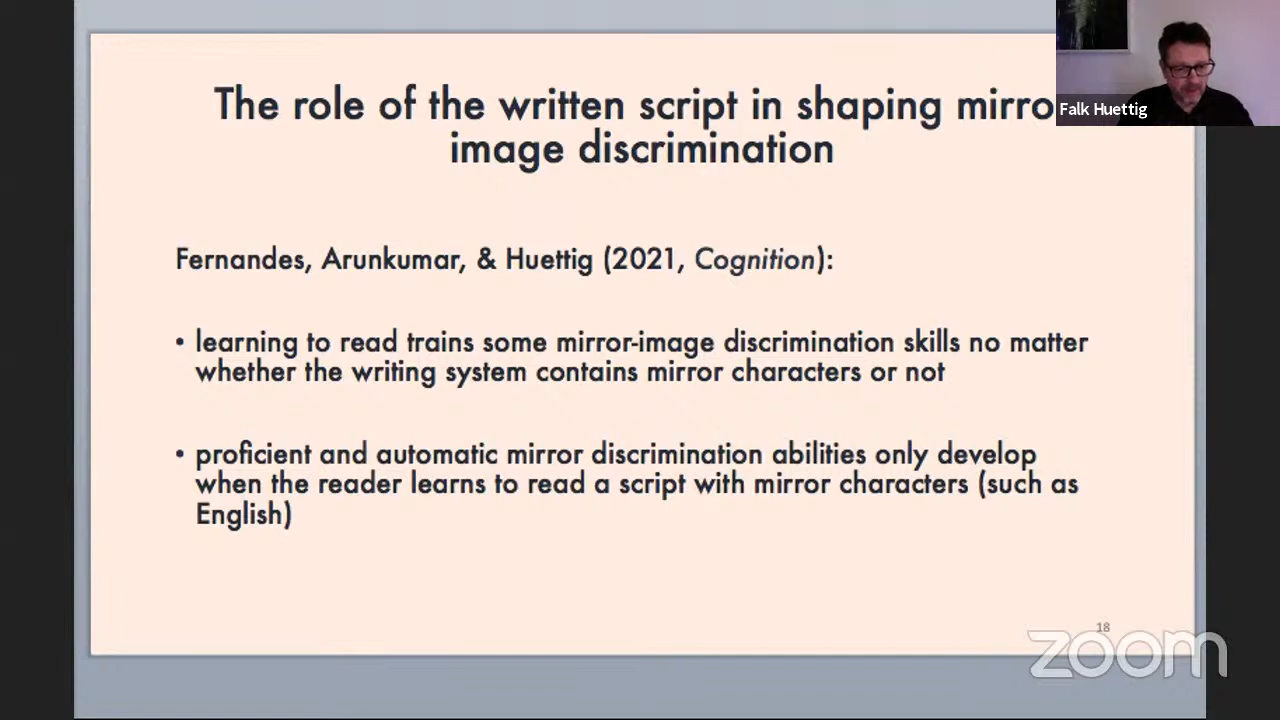 The role of the written script in shaping mirro
image discrimination
Falk Huettig
Fernandes, Arunkumar, & Huettig (2021, Cognition):
• learning to read trains some mirror-image discrimination skills no matter
whether the writing system contains mirror characters or not
• proficient and automatic mirror discrimination abilities only develop
when the reader learns to read a script with mirror characters (such as
English)
18
zoom